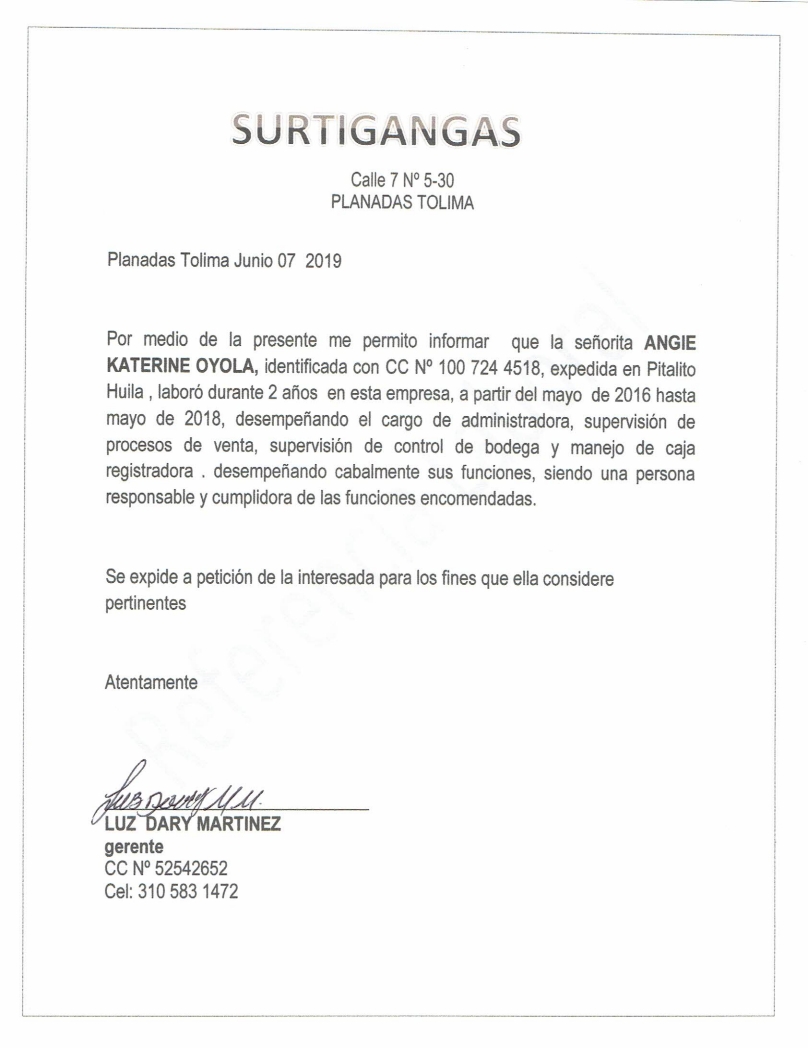 SURTIGANGAS
Calle 7 Nº 5-30
PLANADAS TOLIMA
Planadas Tolima Junio 07 2019
Por medio de la presente me permito informar que la señorita ANGIE
KATERINE OYOLA, identificada con CC Nº 100 724 4518, expedida en Pitalito
Huila , laboró durante 2 años en esta empresa, a partir del mayo de 2016 hasta
mayo de 2018, desempeñando el cargo de administradora, supervisión de
procesos de venta, supervisión de control de bodega y manejo de caja
registradora . desempeñando cabalmente sus funciones, siendo una persona
responsable y cumplidora de las funciones encomendadas.
Se expide a petición de la interesada para los fines que ella considere
pertinentes
Atentamente
Luz Dary M M.
LUZ DARY MARTINEZ
gerente
CC Nº 52542652
Cel: 310 583 1472